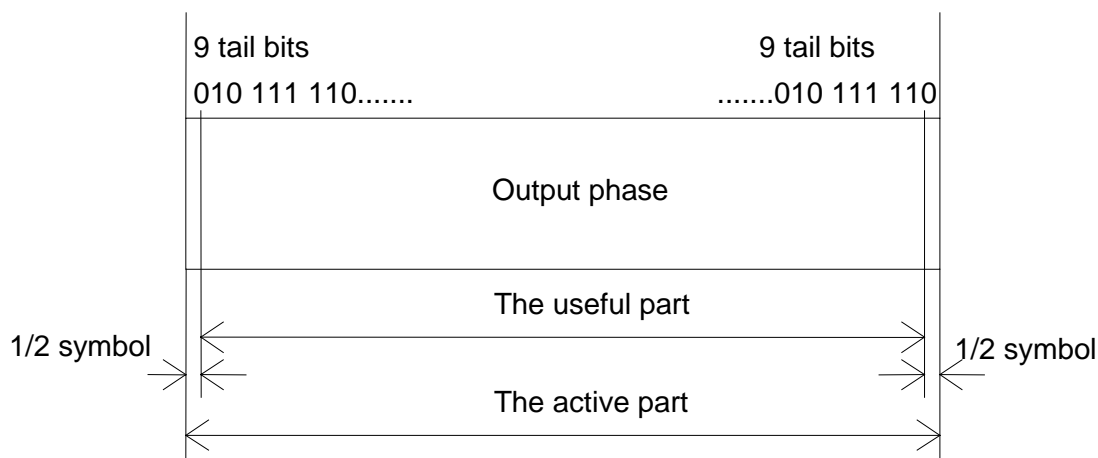 9 tail bits
9 tail bits
010 111 110.......
.......010 111 110
Output phase
The useful part
1/2 symbol
1/2 symbol
The active part